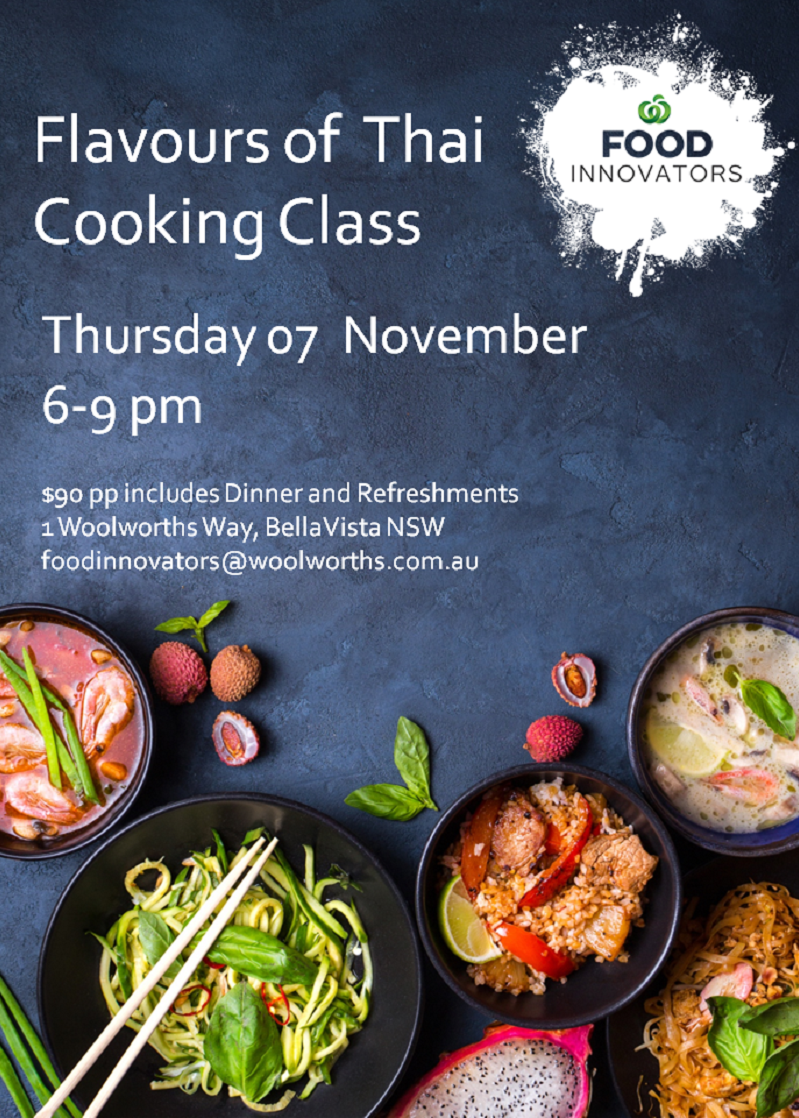 Flavours of Thai
Cooking Class
FOOD
INNOVATORS
Thursday 07 November
6-9 pm
$90 pp includes Dinner and Refreshments
1 Woolworths Way, Bella Vista NSW
foodinnovators@woolworths.com.au